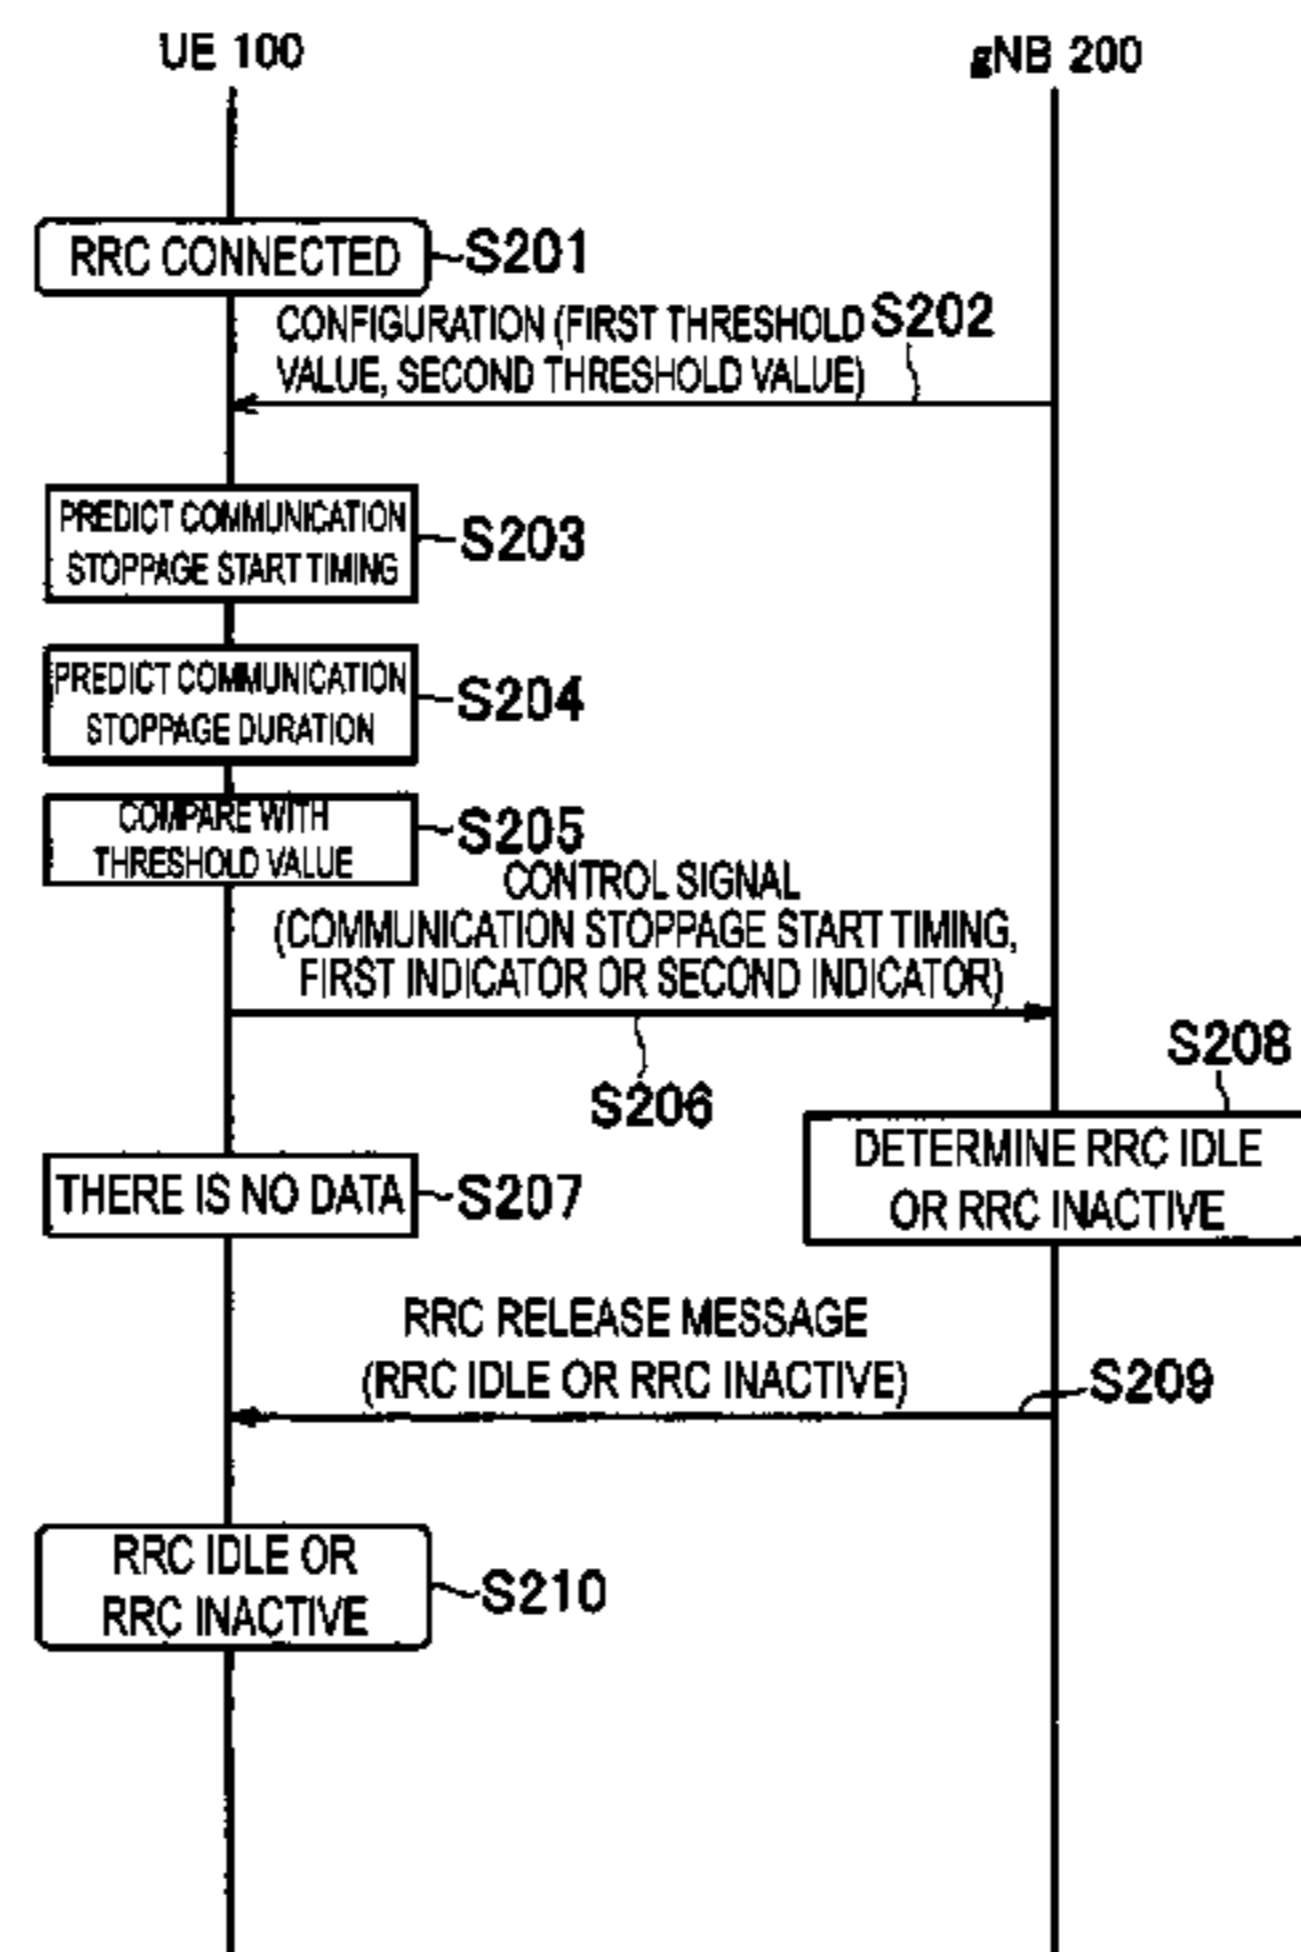 UE 100
gNB 200
RRC CONNECTED
S201
CONFIGURATION (FIRST THRESHOLD
VALUE, SECOND THRESHOLD VALUE)
S202
PREDICT COMMUNICATION
STOPPAGE START TIMING
S203
PREDICT COMMUNICATION
STOPPAGE DURATION
S204
COMPARE WITH
THRESHOLD VALUE
S205
CONTROL SIGNAL
(COMMUNICATION STOPPAGE START TIMING,
FIRST INDICATOR OR SECOND INDICATOR)
S206
S208
DETERMINE RRC IDLE
OR RRC INACTIVE
THERE IS NO DATA
S207
RRC RELEASE MESSAGE
(RRC IDLE OR RRC INACTIVE)
S209
RRC IDLE OR
RRC INACTIVE
S210